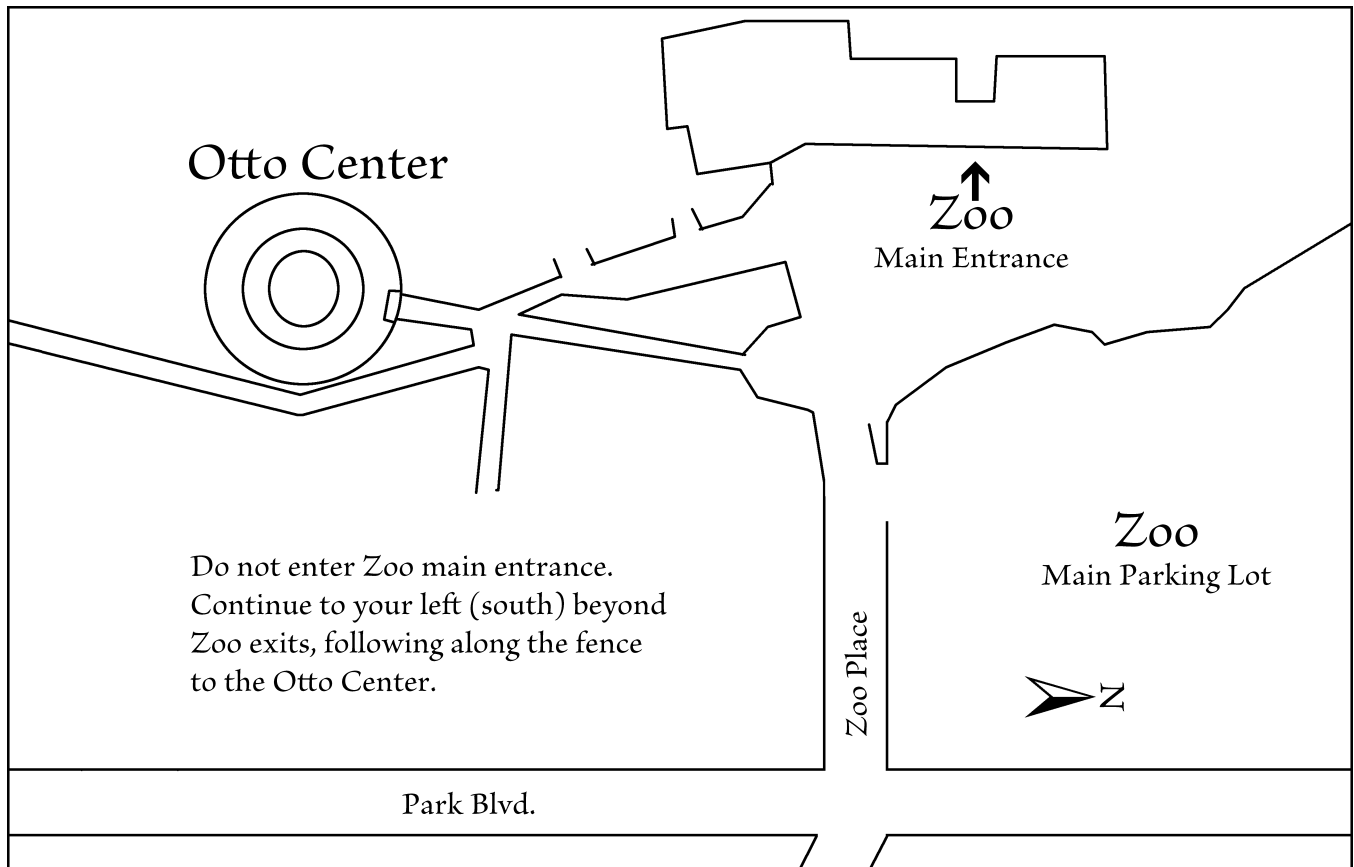 Otto Center
Zoo
Main Entrance
Zoo
Main Parking Lot
Do not enter Zoo main entrance.
Continue to your left (south) beyond
Zoo exits, following along the fence
to the Otto Center.
Zoo Place
N
Park Blvd.